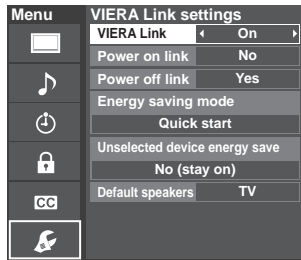 Menu
VIERA Link settings
VIERA Link On
Power on link No
Power off link Yes
Energy saving mode
Quick start
Unselected device energy save
No (stay on)
Default speakers TV
CC